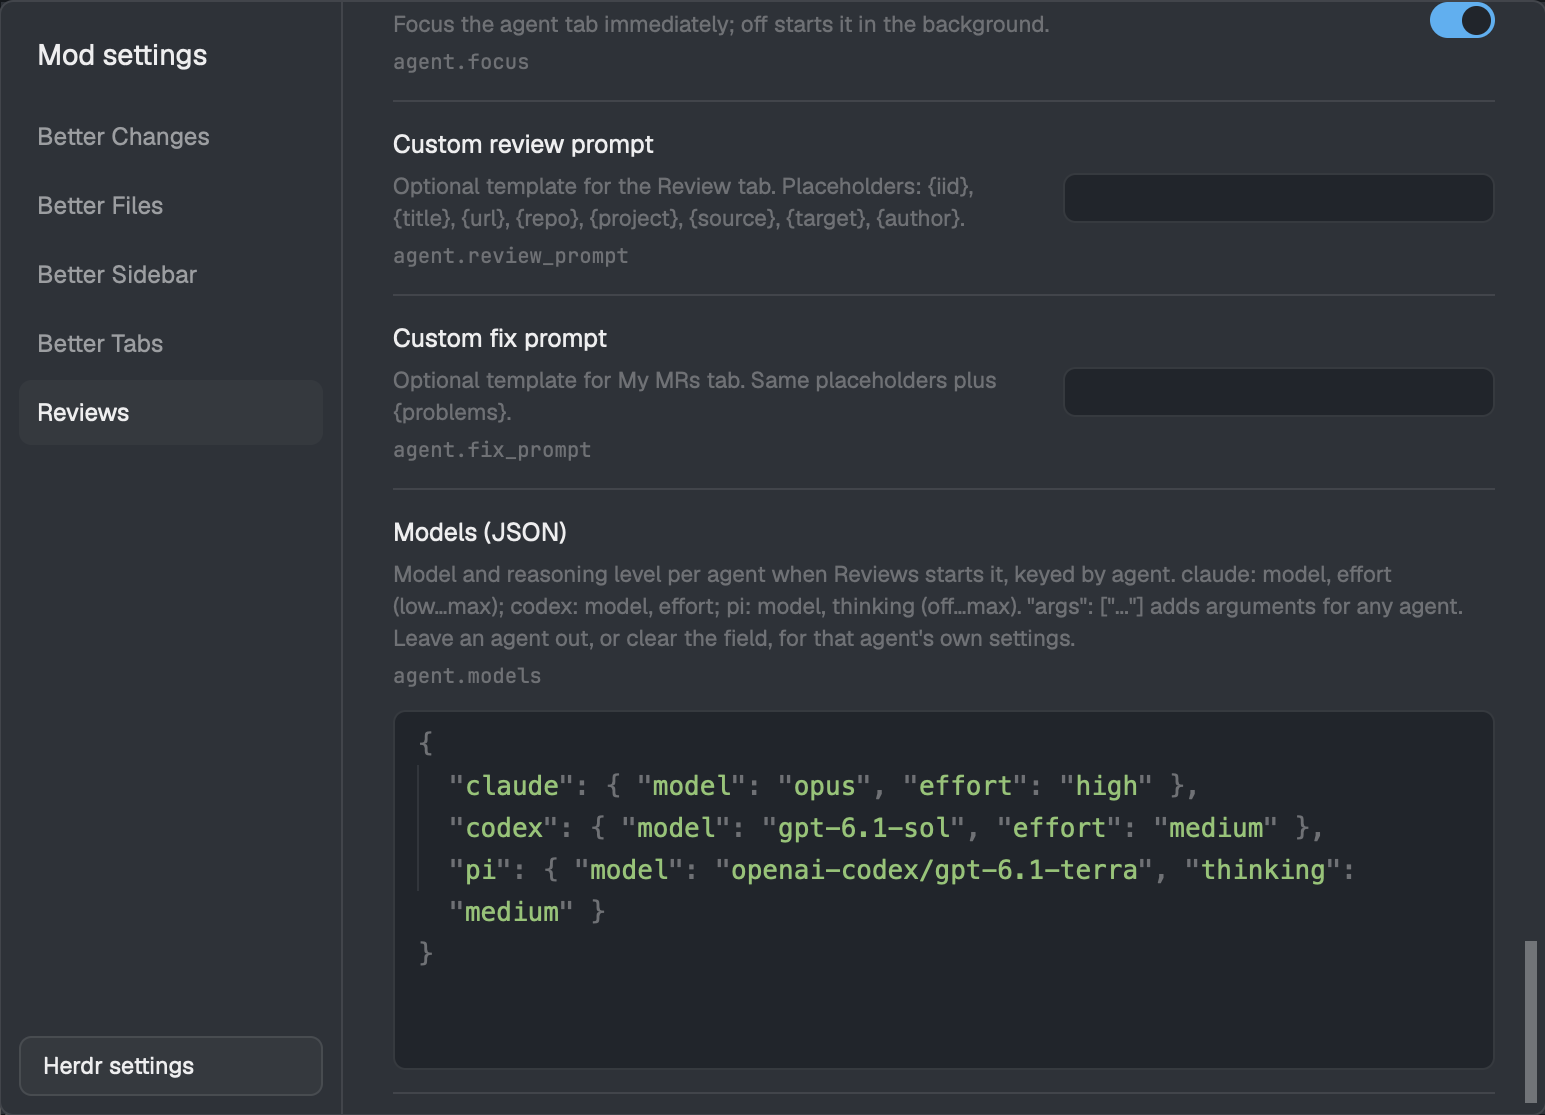 Mod settings
Better Changes
Better Files
Better Sidebar
Better Tabs
Reviews
Herdr settings
Focus the agent tab immediately; off starts it in the background.
agent.focus
Custom review prompt
Optional template for the Review tab. Placeholders: {iid},
{title}, {url}, {repo}, {project}, {source}, {target}, {author}.
agent.review_prompt
Custom fix prompt
Optional template for My MRs tab. Same placeholders plus
{problems}.
agent.fix_prompt
Models (JSON)
Model and reasoning level per agent when Reviews starts it, keyed by agent. claude: model, effort
(low…max); codex: model, effort; pi: model, thinking (off…max). "args": ["…"] adds arguments for any agent.
Leave an agent out, or clear the field, for that agent's own settings.
agent.models
{
"claude": { "model": "opus", "effort": "high" },
"codex": { "model": "gpt-6.1-sol", "effort": "medium" },
"pi": { "model": "openai-codex/gpt-6.1-terra", "thinking":
"medium" }
}